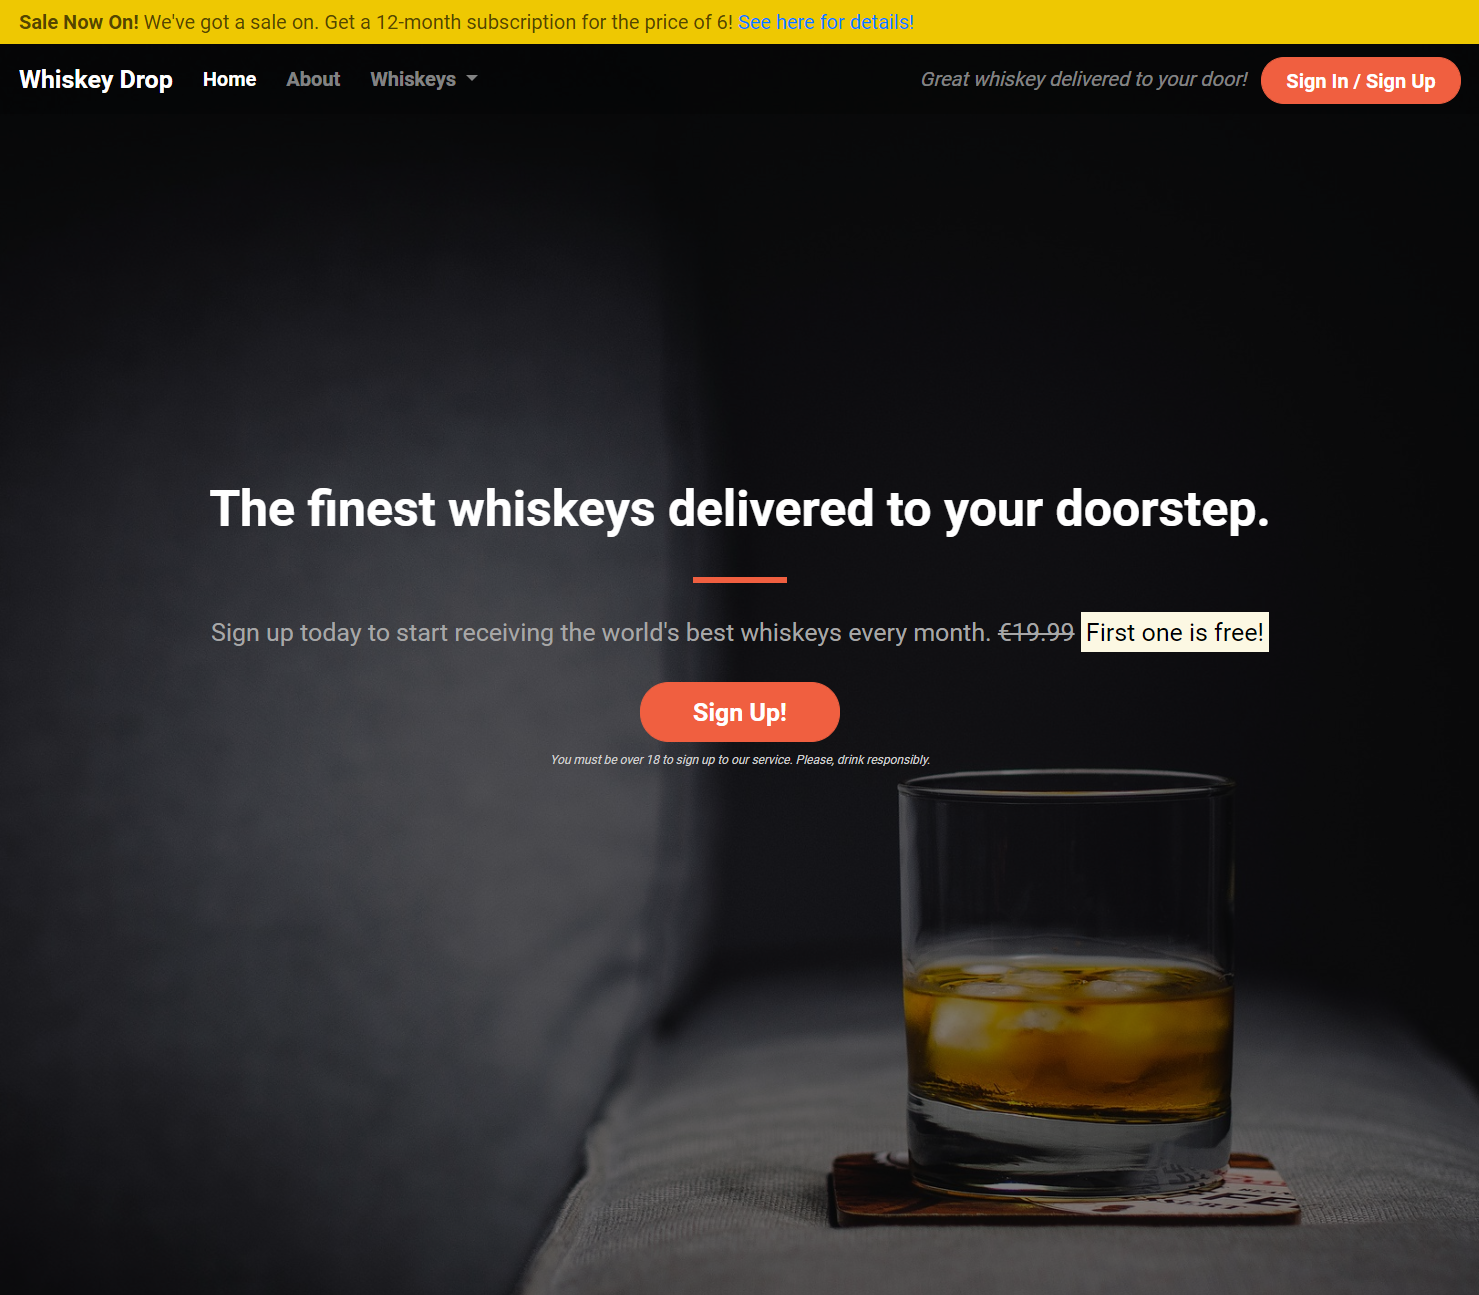 Sale Now On! We've got a sale on. Get a 12-month subscription for the price of 6! See here for details!
Whiskey Drop Home About Whiskeys Great whiskey delivered to your door! Sign In / Sign Up
The finest whiskeys delivered to your doorstep.
Sign up today to start receiving the world's best whiskeys every month. €19.99 First one is free!
Sign Up!
You must be over 18 to sign up to our service. Please, drink responsibly.